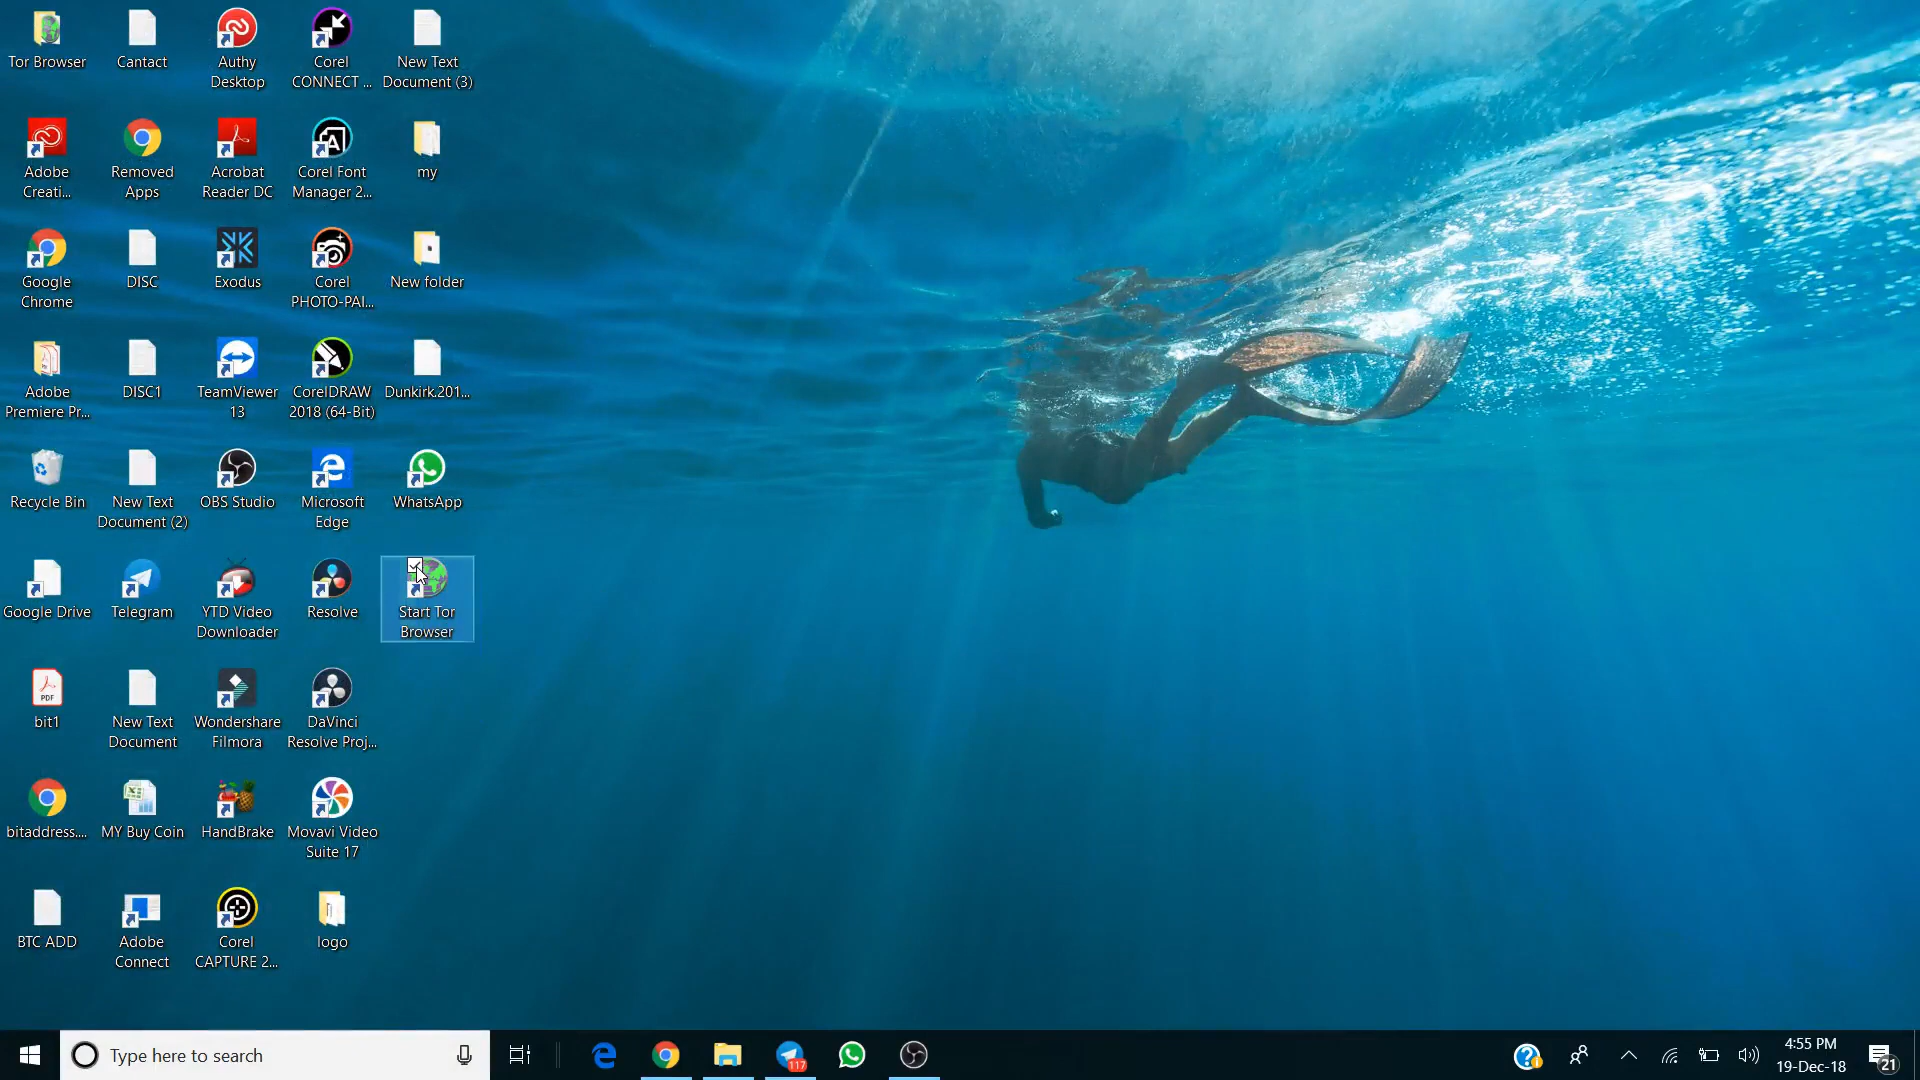 Tor Browser
Cantact
Authy
Desktop
Corel
CONNECT ...
New Text
Document (3)
Adobe
Creati...
Removed
Apps
Acrobat
Reader DC
Corel Font
Manager 2...
my
Google
Chrome
DISC
Exodus
Corel
PHOTO-PAI...
New folder
Adobe
Premiere Pr...
DISC1
TeamViewer
13
CorelDRAW
2018 (64-Bit)
Dunkirk.201...
Recycle Bin
New Text
Document (2)
OBS Studio
Microsoft
Edge
WhatsApp
Google Drive
Telegram
YTD Video
Downloader
Resolve
Start Tor
Browser
PDF
bit1
New Text
Document
Wondershare
Filmora
DaVinci
Resolve Proj...
bitaddress....
MY Buy Coin
HandBrake
Movavi Video
Suite 17
BTC ADD
Adobe
Connect
Corel
CAPTURE 2...
logo
Type here to search
117
4:55 PM
19-Dec-18
21